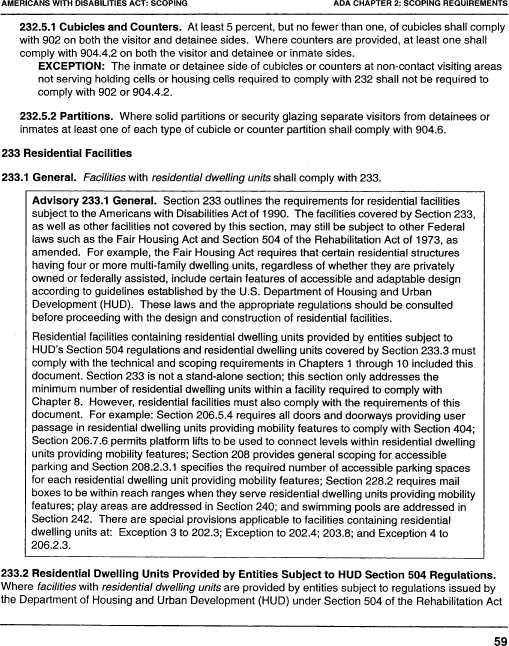 AMERICANS WITH DISABILITIES ACT: SCOPING ADA CHAPTER 2: SCOPING REQUIREMENTS
232.5.1 Cubicles and Counters. At least 5 percent, but no fewer than one, of cubicles shall comply
with 902 on both the visitor and detainee sides. Where counters are provided, at least one shall
comply with 904.4.2 on both the visitor and detainee or inmate sides.
EXCEPTION: The inmate or detainee side of cubicles or counters at non-contact visiting areas
not serving holding cells or housing cells required to comply with 232 shall not be required to
comply with 902 or 904.4.2.
232.5.2 Partitions. Where solid partitions or security glazing separate visitors from detainees or
inmates at least one of each type of cubicle or counter partition shall comply with 904.6.
233 Residential Facilities
233.1 General. Facilities with residential dwelling units shall comply with 233.
Advisory 233.1 General. Section 233 outlines the requirements for residential facilities
subject to the Americans with Disabilities Act of 1990. The facilities covered by Section 233,
as well as other facilities not covered by this section, may still be subject to other Federal
laws such as the Fair Housing Act and Section 504 of the Rehabilitation Act of 1973, as
amended. For example, the Fair Housing Act requires that certain residential structures
having four or more multi-family dwelling units, regardless of whether they are privately
owned or federally assisted, include certain features of accessible and adaptable design
according to guidelines established by the U.S. Department of Housing and Urban
Development (HUD). These laws and the appropriate regulations should be consulted
before proceeding with the design and construction of residential facilities.
Residential facilities containing residential dwelling units provided by entities subject to
HUD's Section 504 regulations and residential dwelling units covered by Section 233.3 must
comply with the technical and scoping requirements in Chapters 1 through 10 included this
document. Section 233 is not a stand-alone section; this section only addresses the
minimum number of residential dwelling units within a facility required to comply with
Chapter 8. However, residential facilities must also comply with the requirements of this
document. For example: Section 206.5.4 requires all doors and doorways providing user
passage in residential dwelling units providing mobility features to comply with Section 404;
Section 206.7.6 permits platform lifts to be used to connect levels within residential dwelling
units providing mobility features; Section 208 provides general scoping for accessible
parking and Section 208.2.3.1 specifies the required number of accessible parking spaces
for each residential dwelling unit providing mobility features; Section 228.2 requires mail
boxes to be within reach ranges when they serve residential dwelling units providing mobility
features; play areas are addressed in Section 240; and swimming pools are addressed in
Section 242. There are special provisions applicable to facilities containing residential
dwelling units at: Exception 3 to 202.3; Exception to 202.4; 203.8; and Exception 4 to
206.2.3.
233.2 Residential Dwelling Units Provided by Entities Subject to HUD Section 504 Regulations.
Where facilities with residential dwelling units are provided by entities subject to regulations issued by
the Department of Housing and Urban Development (HUD) under Section 504 of the Rehabilitation Act
59